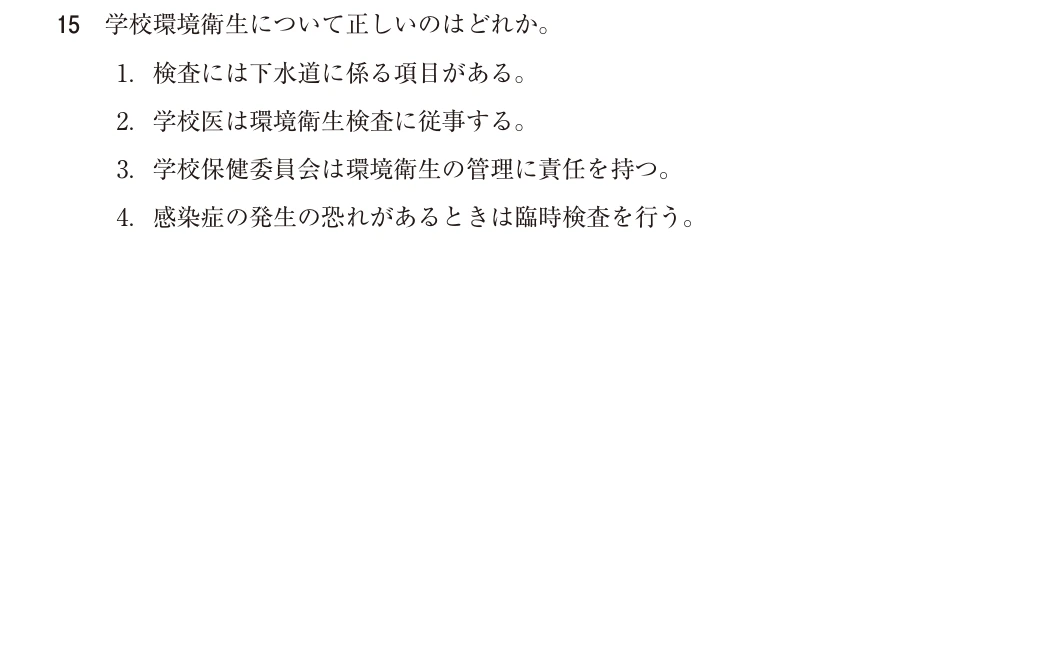 15 学校環境衛生について正しいのはどれか。
1. 検査には下水道に係る項目がある。
2. 学校医は環境衛生検査に従事する。
3. 学校保健委員会は環境衛生の管理に責任を持つ。
4. 感染症の発生の恐れがあるときは臨時検査を行う。